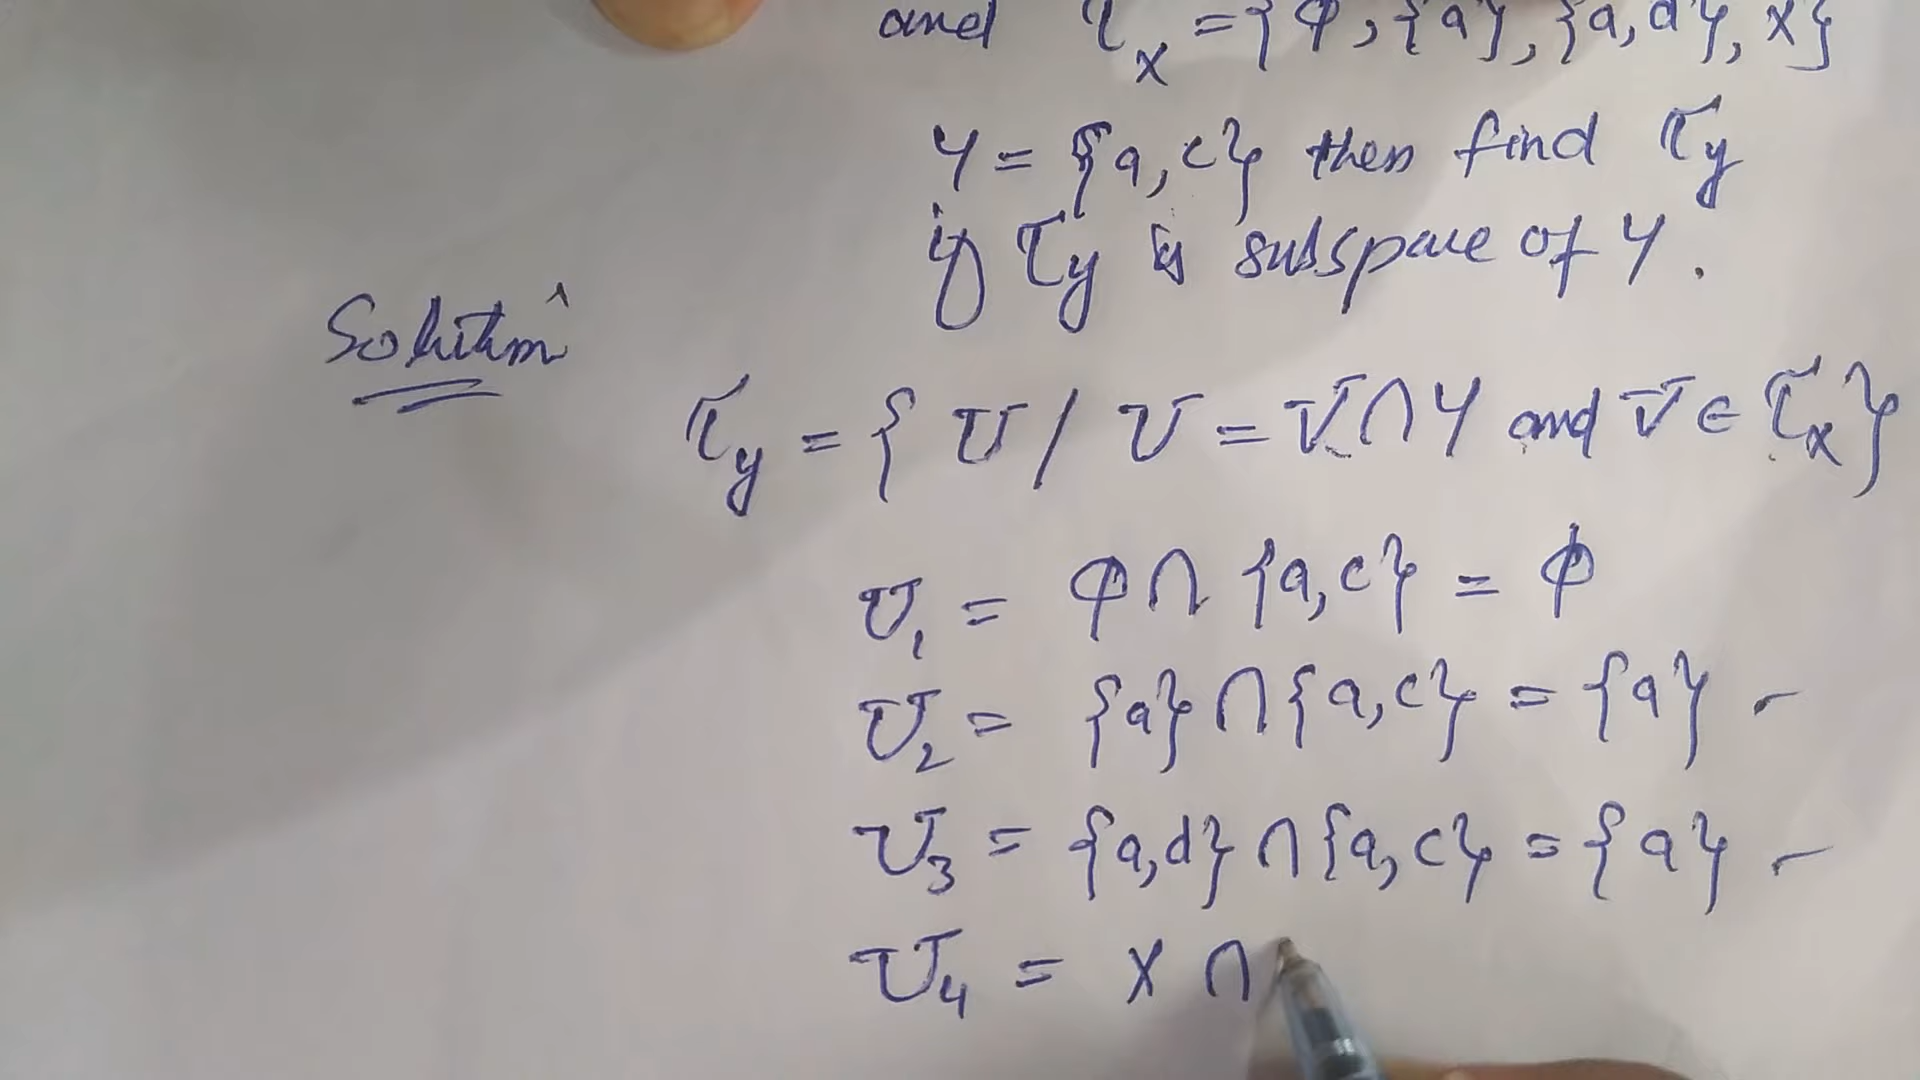 and τx = {φ, {a}, {a,d}, X}
Y = {a,c} then find τy
if τy is subspace of Y.
Solution
τy = { U / U = V∩Y and V ∈ τx}
U1 = φ∩ {a,c} = φ
U2 = {a} ∩ {a,c} = {a} -
U3 = {a,d} ∩ {a,c} = {a} -
U4 = X ∩